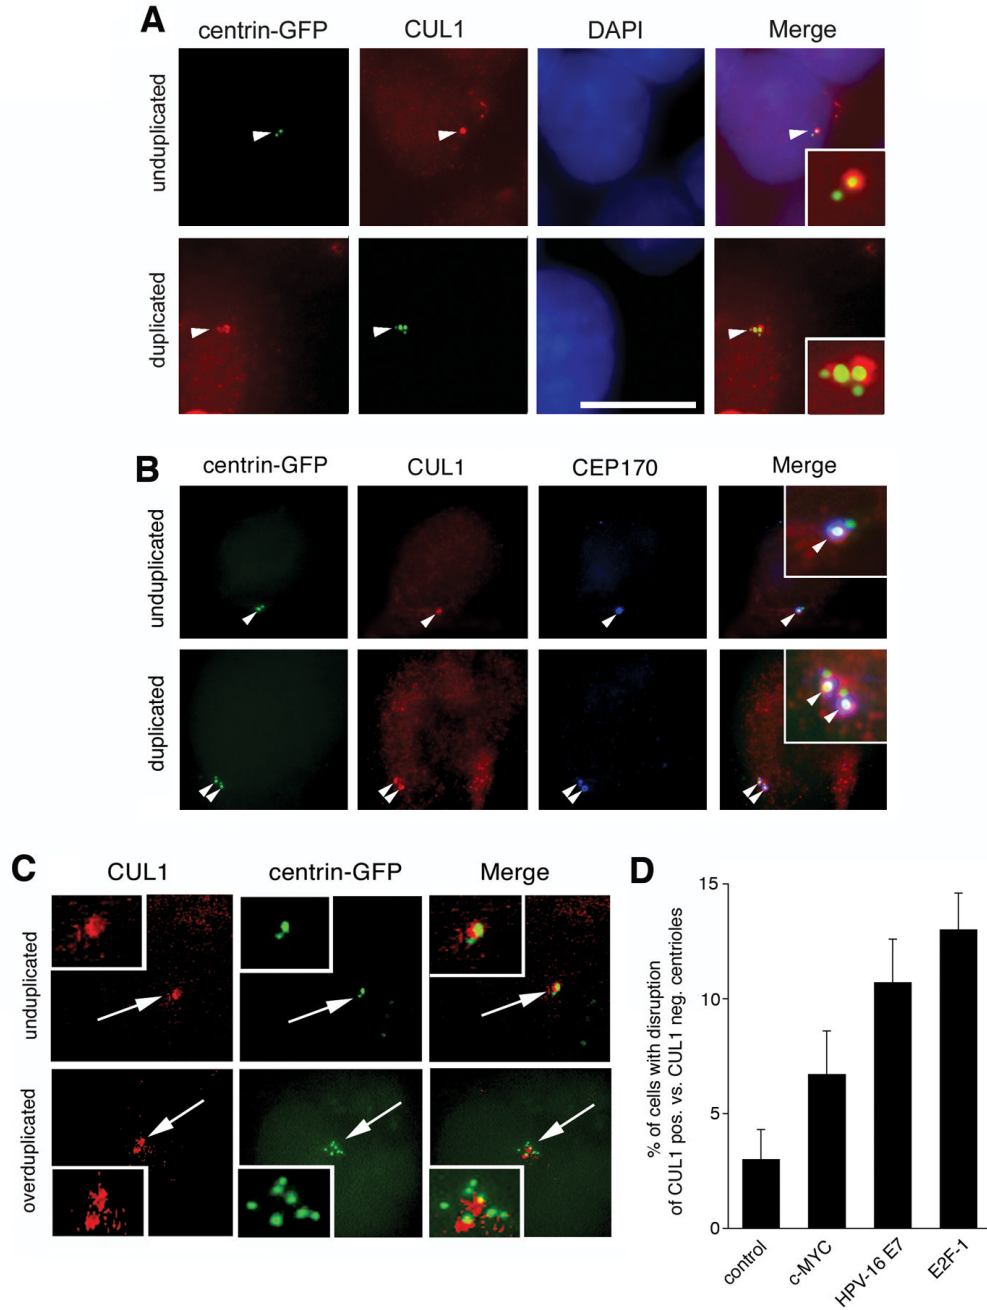 A
centrin-GFP CUL1 DAPI Merge
unduplicated
duplicated
B
centrin-GFP CUL1 CEP170 Merge
unduplicated
duplicated
C
CUL1 centrin-GFP Merge
unduplicated
overduplicated
D
% of cells with disruption
of CUL1 pos. vs. CUL1 neg. centrioles
15
10
5
0
control c-MYC HPV-16 E7 E2F-1